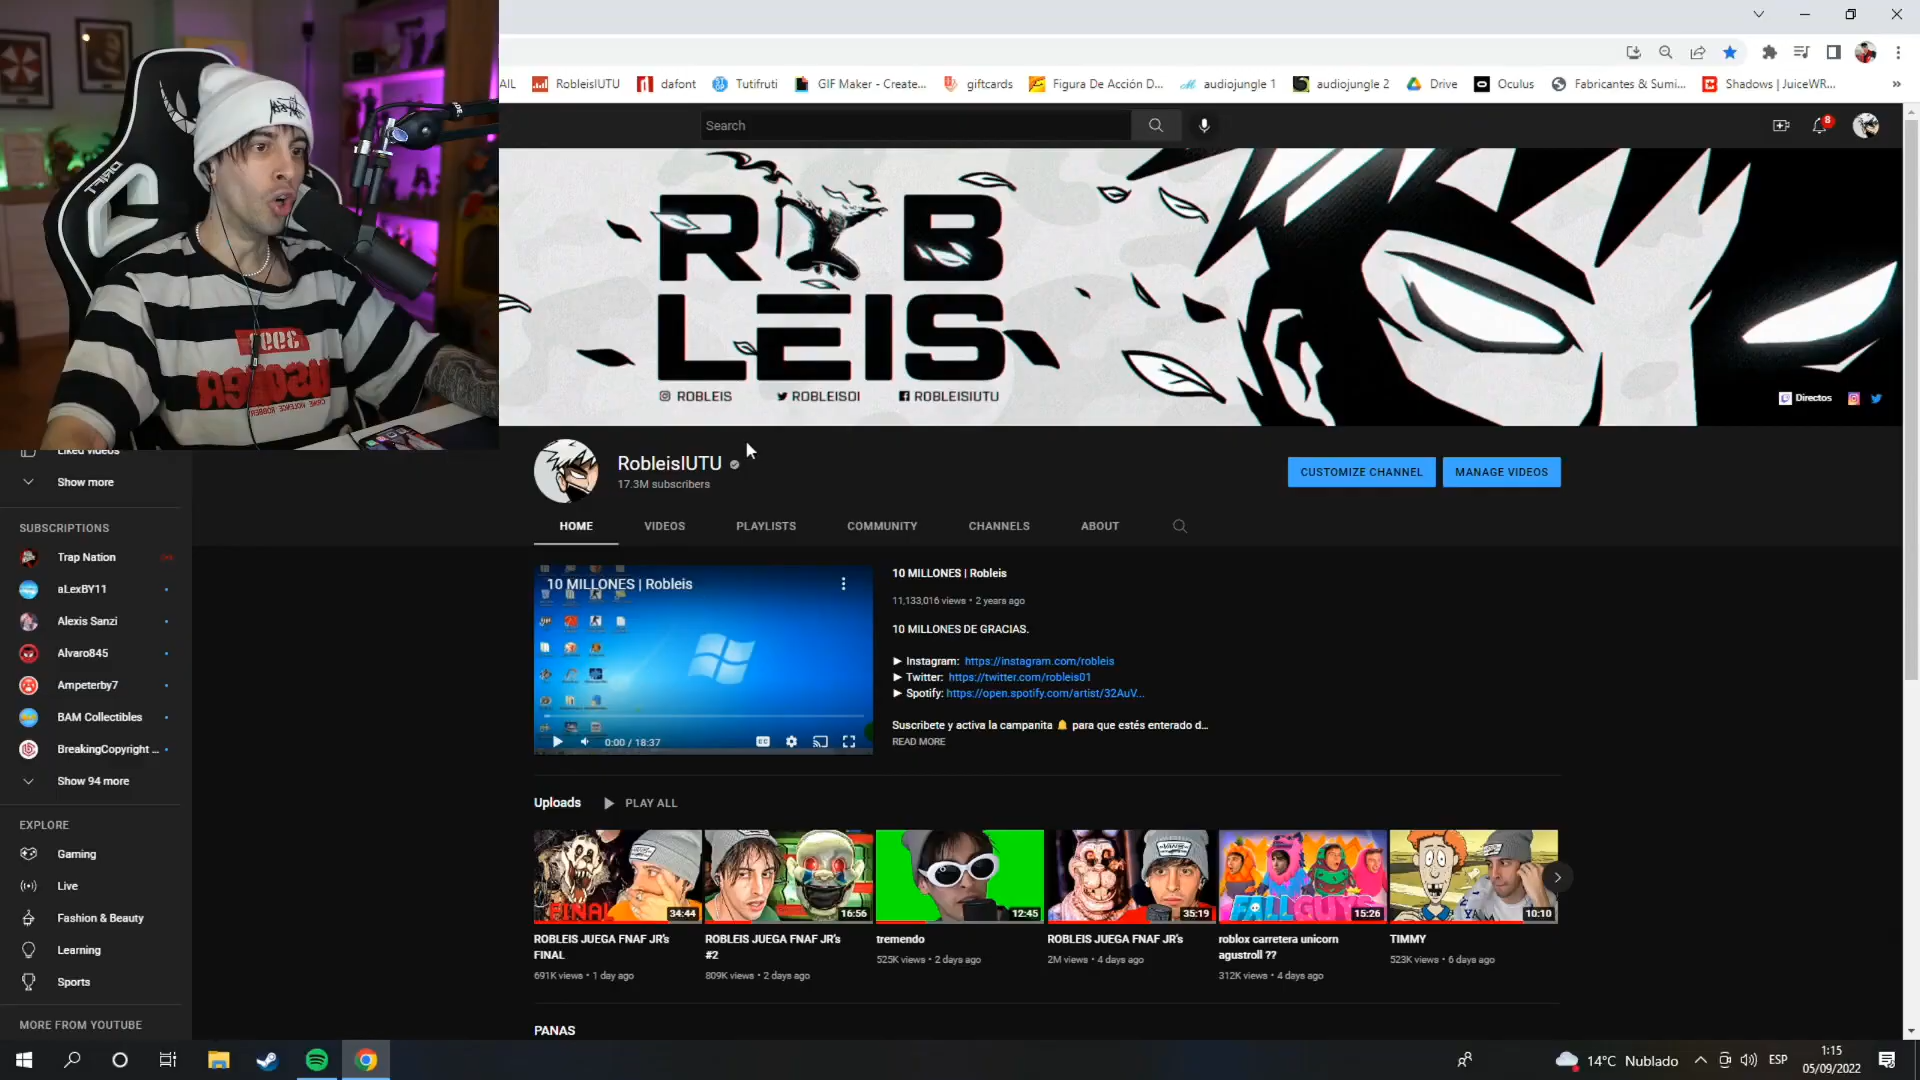 AIL RobleisIUTU dafont Tutifruti GIF Maker - Create... giftcards Figura De Acción D... audiojungle 1 audiojungle 2 Drive Oculus Fabricantes & Sumi... Shadows | JuiceWR... »
Search
8
ROB
LEIS
ROBLEIS ROBLEISOI ROBLEISIUTU
Directos
Liked videos
Show more
SUBSCRIPTIONS
Trap Nation
aLexBY11
Alexis Sanzi
Alvaro845
Ampeterby7
BAM Collectibles
BreakingCopyright ...
Show 94 more
EXPLORE
Gaming
Live
Fashion & Beauty
Learning
Sports
MORE FROM YOUTUBE
RobleisIUTU
17.3M subscribers
CUSTOMIZE CHANNEL MANAGE VIDEOS
HOME VIDEOS PLAYLISTS COMMUNITY CHANNELS ABOUT
10 MILLONES | Robleis
0:00 / 18:37
10 MILLONES | Robleis
11,133,016 views • 2 years ago
10 MILLONES DE GRACIAS.
► Instagram: https://instagram.com/robleis
► Twitter: https://twitter.com/robleis01
► Spotify: https://open.spotify.com/artist/32AuV...
Suscribete y activa la campanita 🔔 para que estés enterado d...
READ MORE
Uploads PLAY ALL
FINAL
34:44
16:56
12:45
35:19
FALL GUYS
15:26
10:10
ROBLEIS JUEGA FNAF JR's FINAL
691K views • 1 day ago
ROBLEIS JUEGA FNAF JR's #2
809K views • 2 days ago
tremendo
525K views • 2 days ago
ROBLEIS JUEGA FNAF JR's
2M views • 4 days ago
roblox carretera unicorn agustroll ??
312K views • 4 days ago
TIMMY
523K views • 6 days ago
PANAS
14°C Nublado
ESP
1:15
05/09/2022